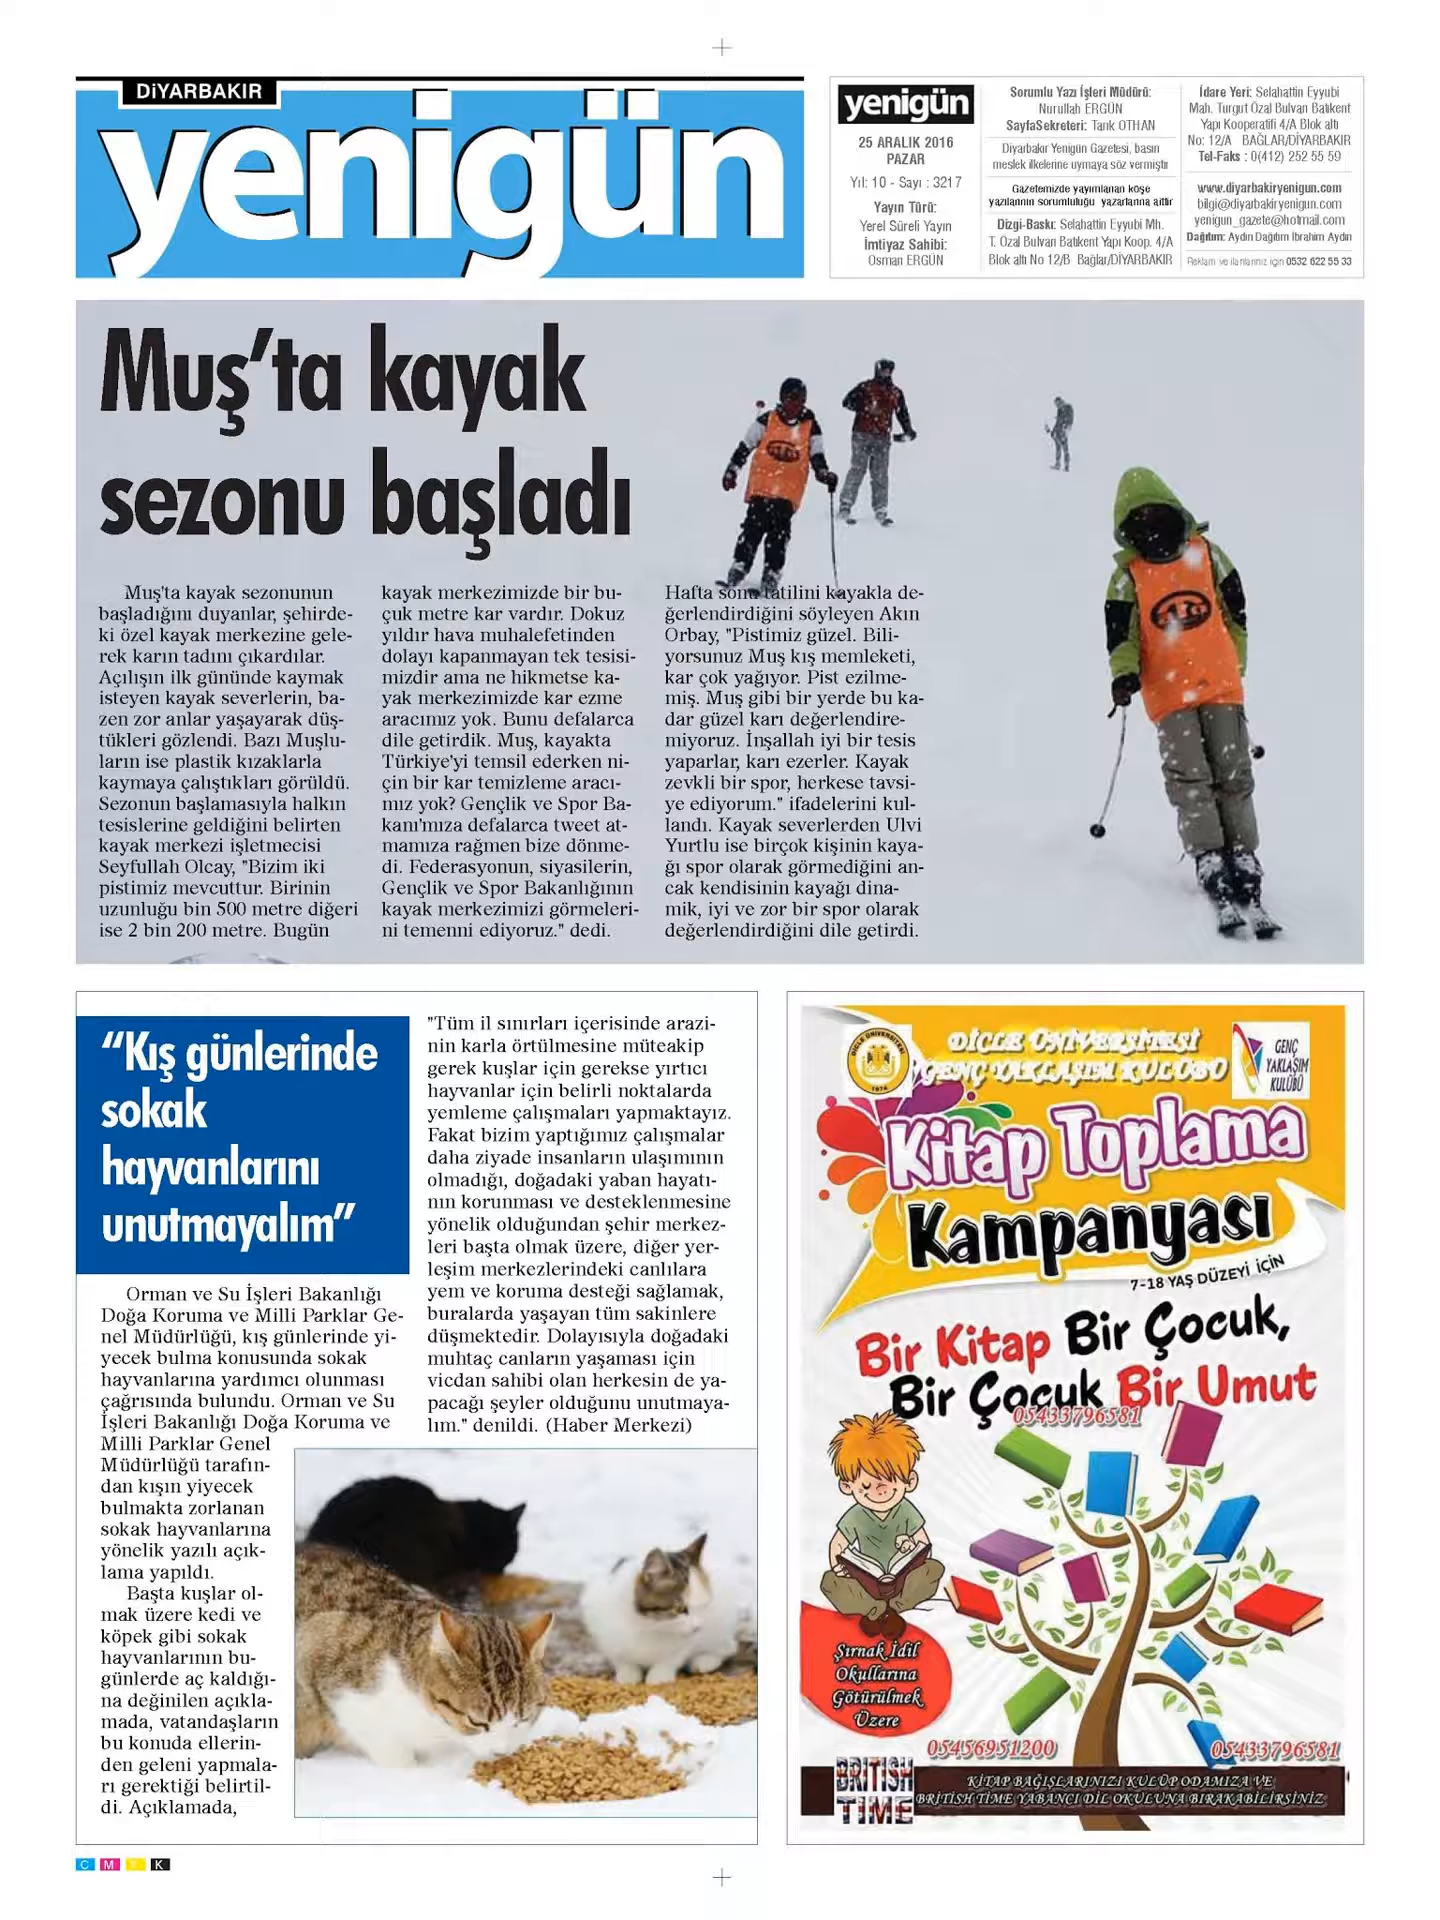 DİYARBAKIR
yenigün
yenigün
25 ARALIK 2016
PAZAR
Yıl: 10 - Sayı : 3217
Yayın Türü:
Yerel Süreli Yayın
İmtiyaz Sahibi:
Osman ERGÜN
Sorumlu Yazı İşleri Müdürü:
Nurullah ERGÜN
SayfaSekreteri: Tarık OTHAN
Diyarbakır Yenigün Gazetesi, basın
meslek ilkelerine uymaya söz vermiştir
Gazetemizde yayımlanan köşe
yazılarının sorumluluğu yazarlarına aittir
Dizgi-Baskı: Selahattin Eyyubi Mh.
T. Özal Bulvarı Batıkent Yapı Koop. 4/A
Blok altı No 12/B Bağlar/DİYARBAKIR
İdare Yeri: Selahattin Eyyubi
Mah. Turgut Özal Bulvarı Batıkent
Yapı Kooperatifi 4/A Blok altı
No: 12/A BAĞLAR/DİYARBAKIR
Tel-Faks : 0(412) 252 55 59
www.diyarbakiryenigun.com
bilgi@diyarbakiryenigun.com
yenigun_gazete@hotmail.com
Dağıtım: Aydın Dağıtım İbrahim Aydın
Reklam ve ilanlarınız için 0532 622 55 33
Muş’ta kayak
sezonu başladı
Muş'ta kayak sezonunun
başladığını duyanlar, şehirde-
ki özel kayak merkezine gele-
rek karın tadını çıkardılar.
Açılışın ilk gününde kaymak
isteyen kayak severlerin, ba-
zen zor anlar yaşayarak düş-
tükleri gözlendi. Bazı Muşlu-
ların ise plastik kızaklarla
kaymaya çalıştıkları görüldü.
Sezonun başlamasıyla halkın
tesislerine geldiğini belirten
kayak merkezi işletmecisi
Seyfullah Olcay, "Bizim iki
pistimiz mevcuttur. Birinin
uzunluğu bin 500 metre diğeri
ise 2 bin 200 metre. Bugün
kayak merkezimizde bir bu-
çuk metre kar vardır. Dokuz
yıldır hava muhalefetinden
dolayı kapanmayan tek tesisi-
mizdir ama ne hikmetse ka-
yak merkezimizde kar ezme
aracımız yok. Bunu defalarca
dile getirdik. Muş, kayakta
Türkiye'yi temsil ederken ni-
çin bir kar temizleme aracı-
mız yok? Gençlik ve Spor Ba-
kanı'mıza defalarca tweet at-
mamıza rağmen bize dönme-
di. Federasyonun, siyasilerin,
Gençlik ve Spor Bakanlığının
kayak merkezimizi görmeleri-
ni temenni ediyoruz." dedi.
Hafta sonu tatilini kayakla de-
ğerlendirdiğini söyleyen Akın
Orbay, "Pistimiz güzel. Bili-
yorsunuz Muş kış memleketi,
kar çok yağıyor. Pist ezilme-
miş. Muş gibi bir yerde bu ka-
dar güzel karı değerlendire-
miyoruz. İnşallah iyi bir tesis
yaparlar, karı ezerler. Kayak
zevkli bir spor, herkese tavsi-
ye ediyorum." ifadelerini kul-
landı. Kayak severlerden Ulvi
Yurtlu ise birçok kişinin kaya-
ğı spor olarak görmediğini an-
cak kendisinin kayağı dina-
mik, iyi ve zor bir spor olarak
değerlendirdiğini dile getirdi.
“Kış günlerinde
sokak
hayvanlarını
unutmayalım”
Orman ve Su İşleri Bakanlığı
Doğa Koruma ve Milli Parklar Ge-
nel Müdürlüğü, kış günlerinde yi-
yecek bulma konusunda sokak
hayvanlarına yardımcı olunması
çağrısında bulundu. Orman ve Su
İşleri Bakanlığı Doğa Koruma ve
Milli Parklar Genel
Müdürlüğü tarafın-
dan kışın yiyecek
bulmakta zorlanan
sokak hayvanlarına
yönelik yazılı açık-
lama yapıldı.
Başta kuşlar ol-
mak üzere kedi ve
köpek gibi sokak
hayvanlarının bu-
günlerde aç kaldığı-
na değinilen açıkla-
mada, vatandaşların
bu konuda ellerin-
den geleni yapmala-
rı gerektiği belirtil-
di. Açıklamada,
"Tüm il sınırları içerisinde arazi-
nin karla örtülmesine müteakip
gerek kuşlar için gerekse yırtıcı
hayvanlar için belirli noktalarda
yemleme çalışmaları yapmaktayız.
Fakat bizim yaptığımız çalışmalar
daha ziyade insanların ulaşımının
olmadığı, doğadaki yaban hayatı-
nın korunması ve desteklenmesine
yönelik olduğundan şehir merkez-
leri başta olmak üzere, diğer yer-
leşim merkezlerindeki canlılara
yem ve koruma desteği sağlamak,
buralarda yaşayan tüm sakinlere
düşmektedir. Dolayısıyla doğadaki
muhtaç canların yaşaması için
vicdan sahibi olan herkesin de ya-
pacağı şeyler olduğunu unutmaya-
lım." denildi. (Haber Merkezi)
DİCLE ÜNİVERSİTESİ
1974
DİCLE ÜNİVERSİTESİ
GENÇ YAKLAŞIM KULÜBÜ
GENÇ
YAKLAŞIM
KULÜBÜ
Kitap Toplama
Kampanyası
7-18 YAŞ DÜZEYİ İÇİN
Bir Kitap Bir Çocuk,
Bir Çocuk Bir Umut
05433796581
Şırnak İdil
Okullarına
Götürülmek
Üzere
05456951200
05433796581
BRITISH
TIME
KİTAP BAĞIŞLARINIZI KULÜP ODAMIZA VE
BRİTİSH TİME YABANCI DİL OKULUNA BIRAKABİLİRSİNİZ
C M Y K